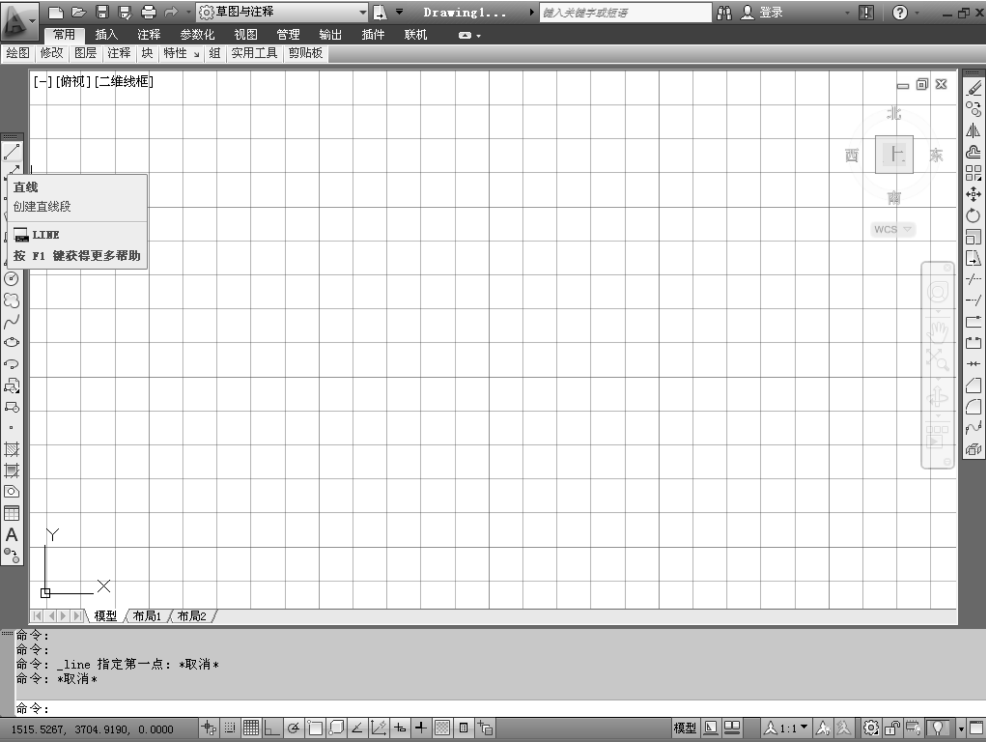 草图与注释 Drawing1... 键入关键字或短语 登录
常用 插入 注释 参数化 视图 管理 输出 插件 联机
绘图 修改 图层 注释 块 特性 组 实用工具 剪贴板
[-][俯视][二维线框]
北
西 上 东
南
WCS
直线
创建直线段
LINE
按 F1 键获得更多帮助
A
Y
X
模型 布局1 布局2
命令:
命令:
命令: _line 指定第一点: *取消*
命令: *取消*
命令:
1515.5267, 3704.9190, 0.0000 模型 1:1